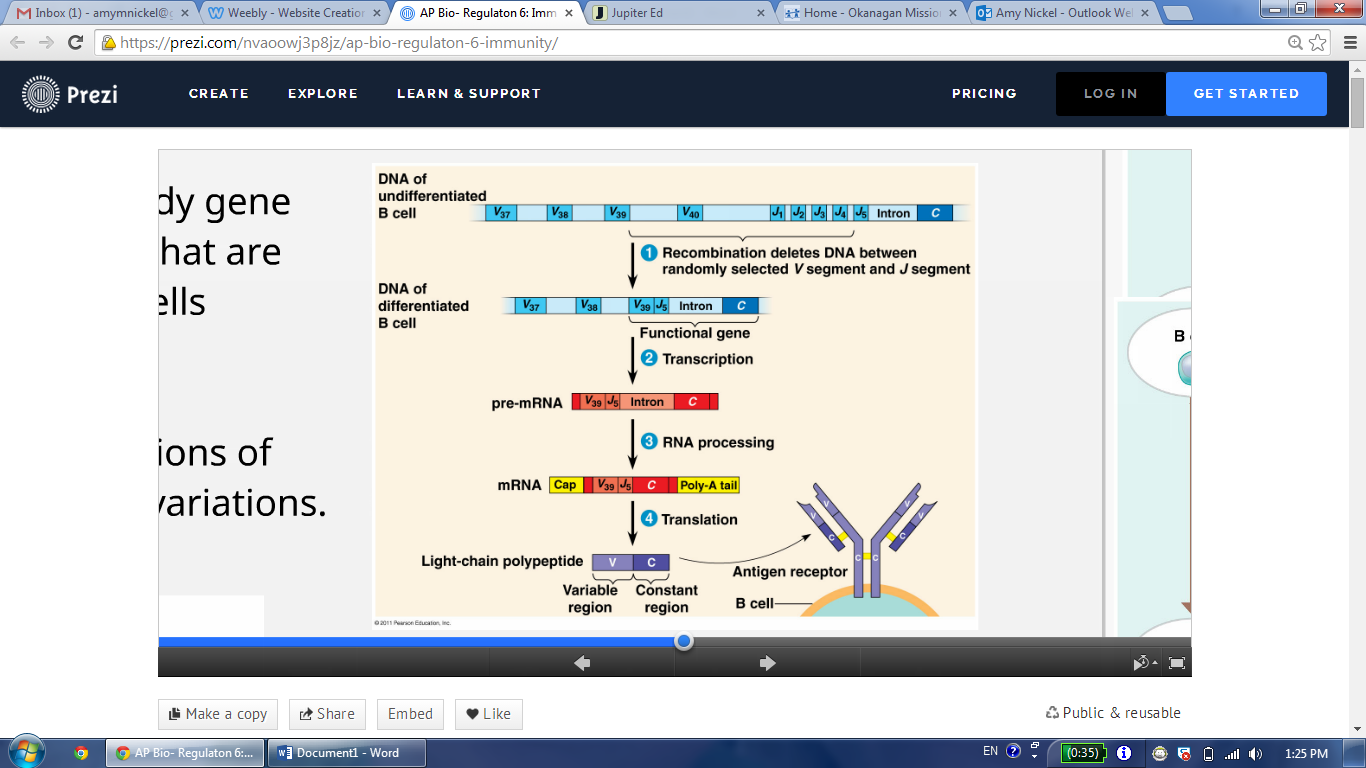 Inbox (1) - amymnickel@g
Weebly - Website Creation
AP Bio- Regulaton 6: Imm
Jupiter Ed
Home - Okanagan Mission
Amy Nickel - Outlook We
https://prezi.com/nvaoowj3p8jz/ap-bio-regulaton-6-immunity/
Prezi
CREATE
EXPLORE
LEARN & SUPPORT
PRICING
LOG IN
GET STARTED
dy gene
hat are
ells
ions of
variations.
DNA of
undifferentiated
B cell
V37 V38 V39 V40 J1 J2 J3 J4 J5 Intron C
1 Recombination deletes DNA between
randomly selected V segment and J segment
DNA of
differentiated
B cell
V37 V38 V39 J5 Intron C
Functional gene
2 Transcription
pre-mRNA V39 J5 Intron C
3 RNA processing
mRNA Cap V39 J5 C Poly-A tail
4 Translation
Light-chain polypeptide V C
Variable
region
Constant
region
V V V V
C C C C
Antigen receptor
B cell
© 2011 Pearson Education, Inc.
B
Make a copy
Share
Embed
Like
Public & reusable
AP Bio- Regulaton 6:...
Document1 - Word
EN
(0:35)
1:25 PM